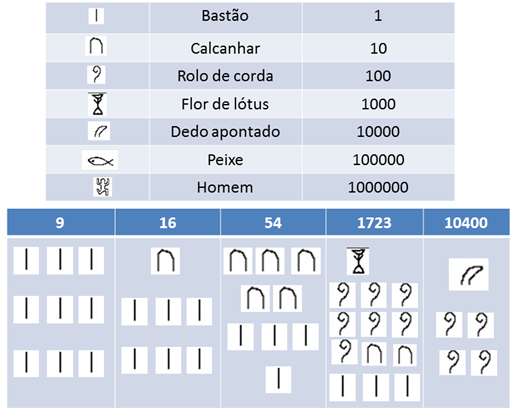 Bastão 1
Calcanhar 10
Rolo de corda 100
Flor de lótus 1000
Dedo apontado 10000
Peixe 100000
Homem 1000000
9 16 54 1723 10400